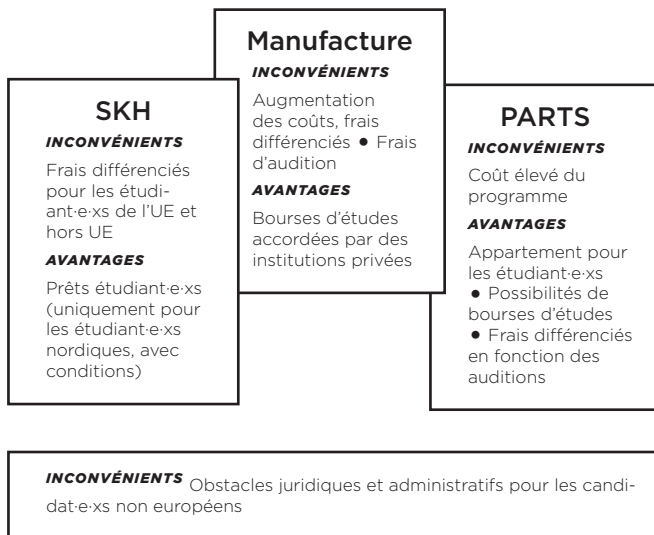 SKH
INCONVÉNIENTS
Frais différenciés
pour les étudi-
ant·e·xs de l'UE et
hors UE
AVANTAGES
Prêts étudiant·e·xs
(uniquement pour
les étudiant·e·xs
nordiques, avec
conditions)
Manufacture
INCONVÉNIENTS
Augmentation
des coûts, frais
différenciés • Frais
d'audition
AVANTAGES
Bourses d'études
accordées par des
institutions privées
PARTS
INCONVÉNIENTS
Coût élevé du
programme
AVANTAGES
Appartement pour
les étudiant·e·xs
• Possibilités de
bourses d'études
• Frais différenciés
en fonction des
auditions
INCONVÉNIENTS Obstacles juridiques et administratifs pour les candi-
dat·e·xs non européens